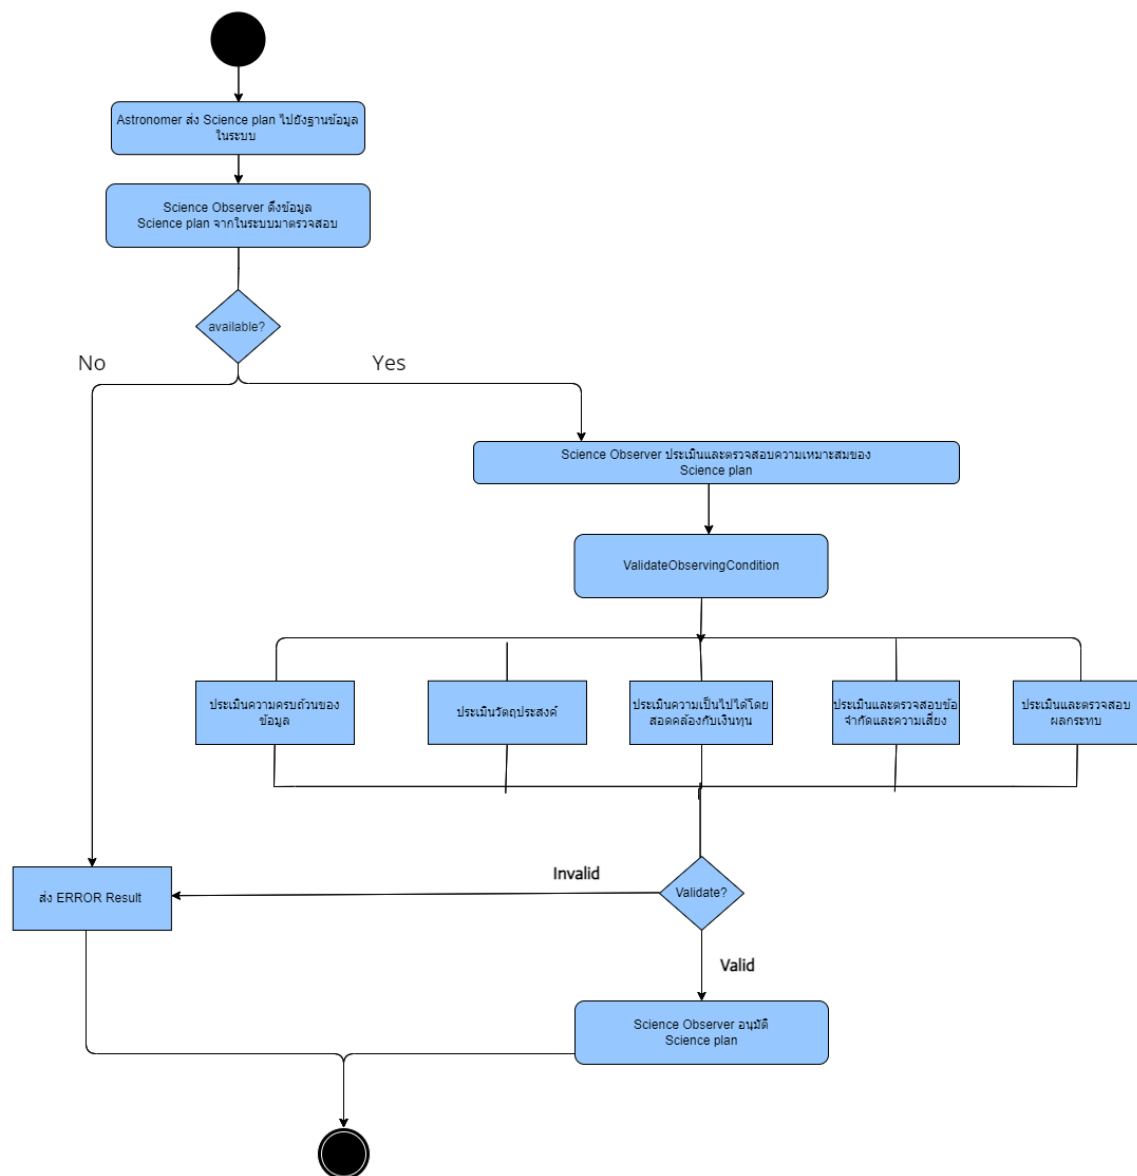 Astronomer ส่ง Science plan ไปยังฐานข้อมูล
ในระบบ
Science Observer ดึงข้อมูล
Science plan จากในระบบมาตรวจสอบ
available?
No
Yes
Science Observer ประเมินและตรวจสอบความเหมาะสมของ
Science plan
ValidateObservingCondition
ประเมินความครบถ้วนของ
ข้อมูล
ประเมินวัตถุประสงค์
ประเมินความเป็นไปได้โดย
สอดคล้องกับเงินทุน
ประเมินและตรวจสอบข้อ
จำกัดและความเสี่ยง
ประเมินและตรวจสอบ
ผลกระทบ
Invalid
Validate?
ส่ง ERROR Result
Valid
Science Observer อนุมัติ
Science plan